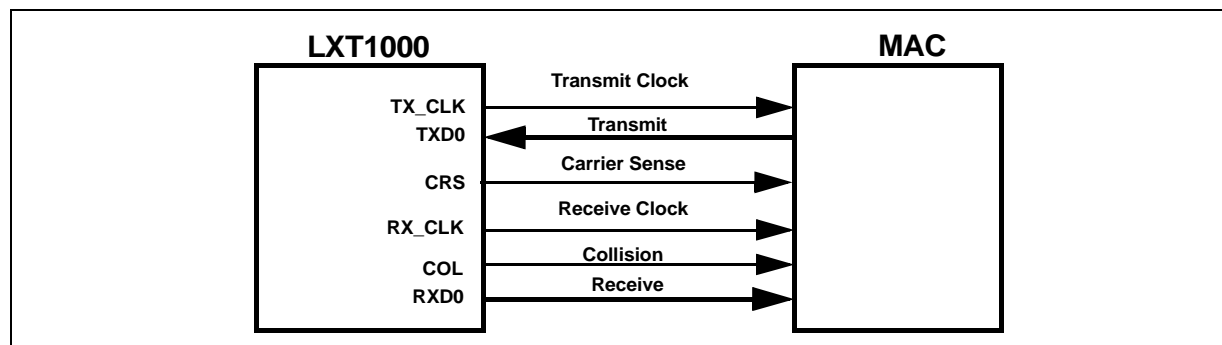 LXT1000 MAC
TX_CLK Transmit Clock
TXD0 Transmit
CRS Carrier Sense
RX_CLK Receive Clock
COL Collision
RXD0 Receive